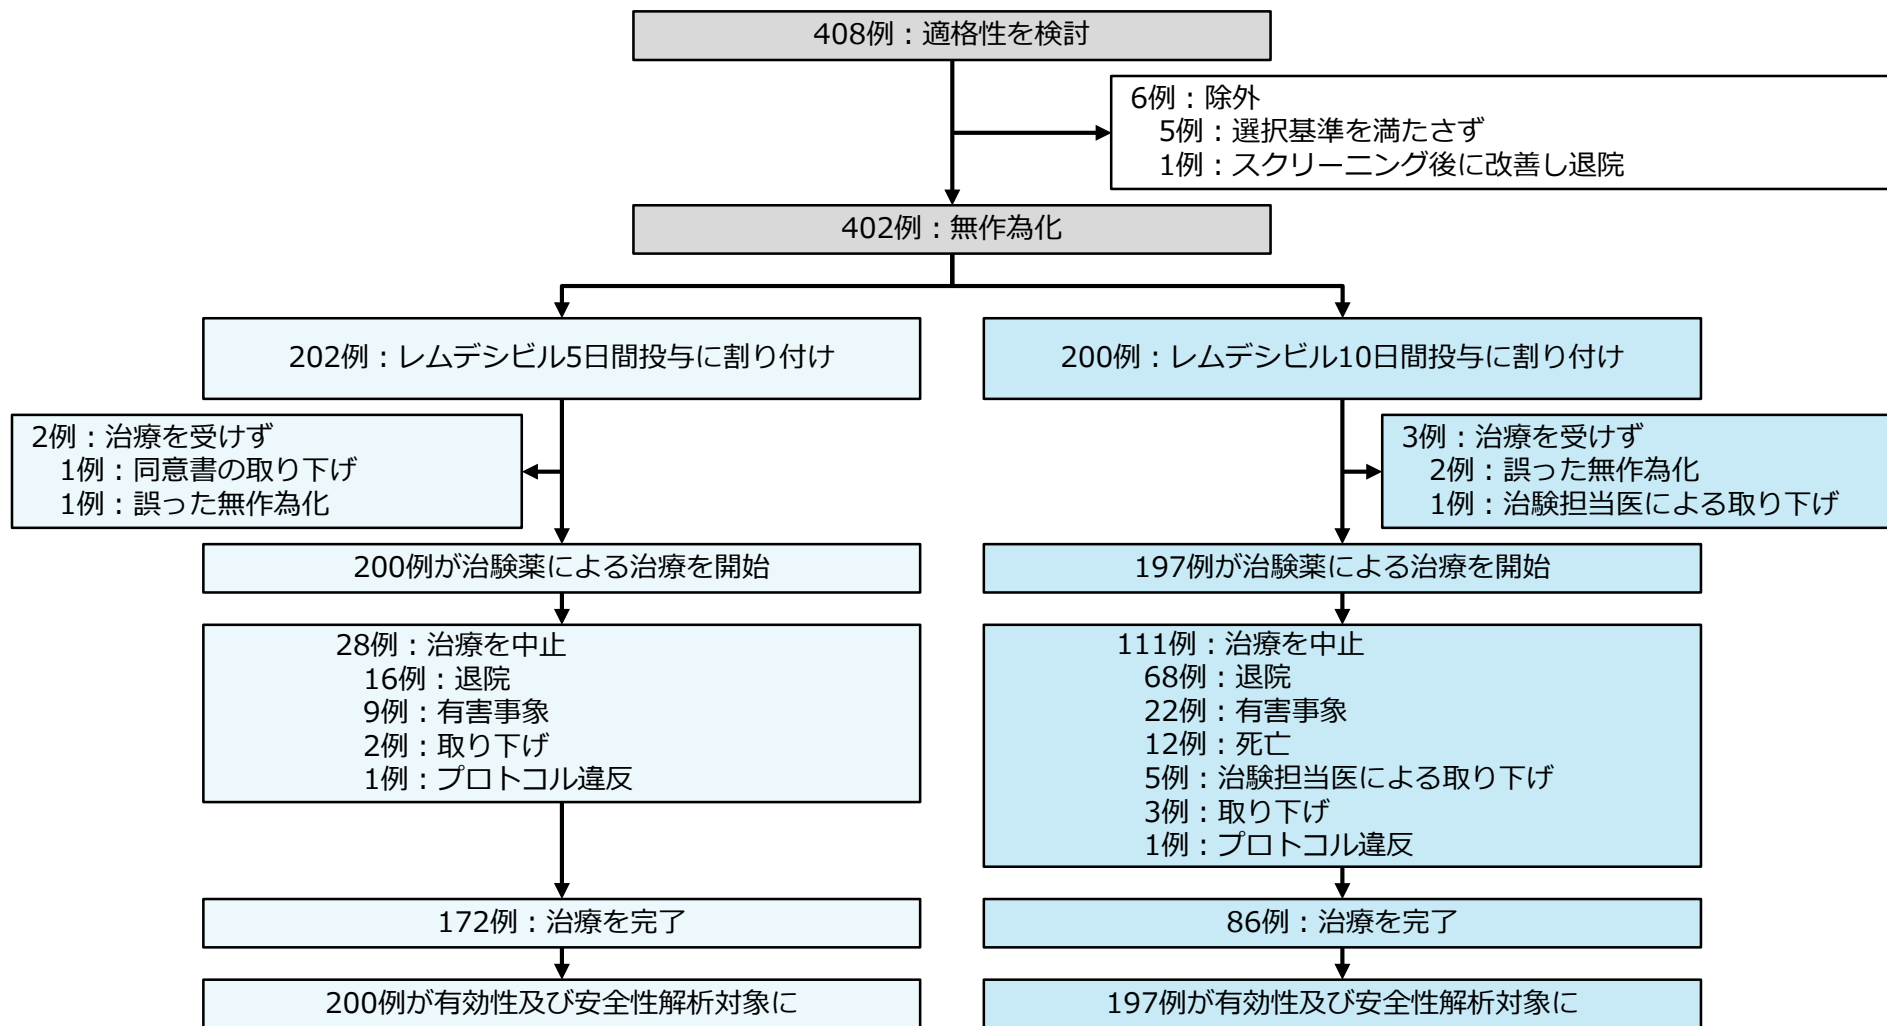 408例：適格性を検討
6例：除外
5例：選択基準を満たさず
1例：スクリーニング後に改善し退院
402例：無作為化
202例：レムデシビル5日間投与に割り付け
200例：レムデシビル10日間投与に割り付け
2例：治療を受けず
1例：同意書の取り下げ
1例：誤った無作為化
3例：治療を受けず
2例：誤った無作為化
1例：治験担当医による取り下げ
200例が治験薬による治療を開始
197例が治験薬による治療を開始
28例：治療を中止
16例：退院
9例：有害事象
2例：取り下げ
1例：プロトコル違反
111例：治療を中止
68例：退院
22例：有害事象
12例：死亡
5例：治験担当医による取り下げ
3例：取り下げ
1例：プロトコル違反
172例：治療を完了
86例：治療を完了
200例が有効性及び安全性解析対象に
197例が有効性及び安全性解析対象に